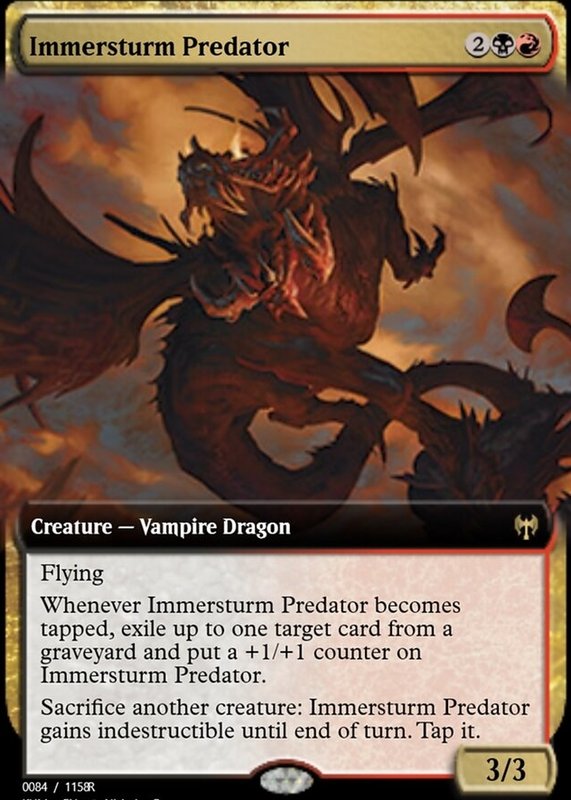 Immersturm Predator 2
Creature — Vampire Dragon
Flying
Whenever Immersturm Predator becomes
tapped, exile up to one target card from a
graveyard and put a +1/+1 counter on
Immersturm Predator.
Sacrifice another creature: Immersturm Predator
gains indestructible until end of turn. Tap it.
3/3
0084 / 1158R